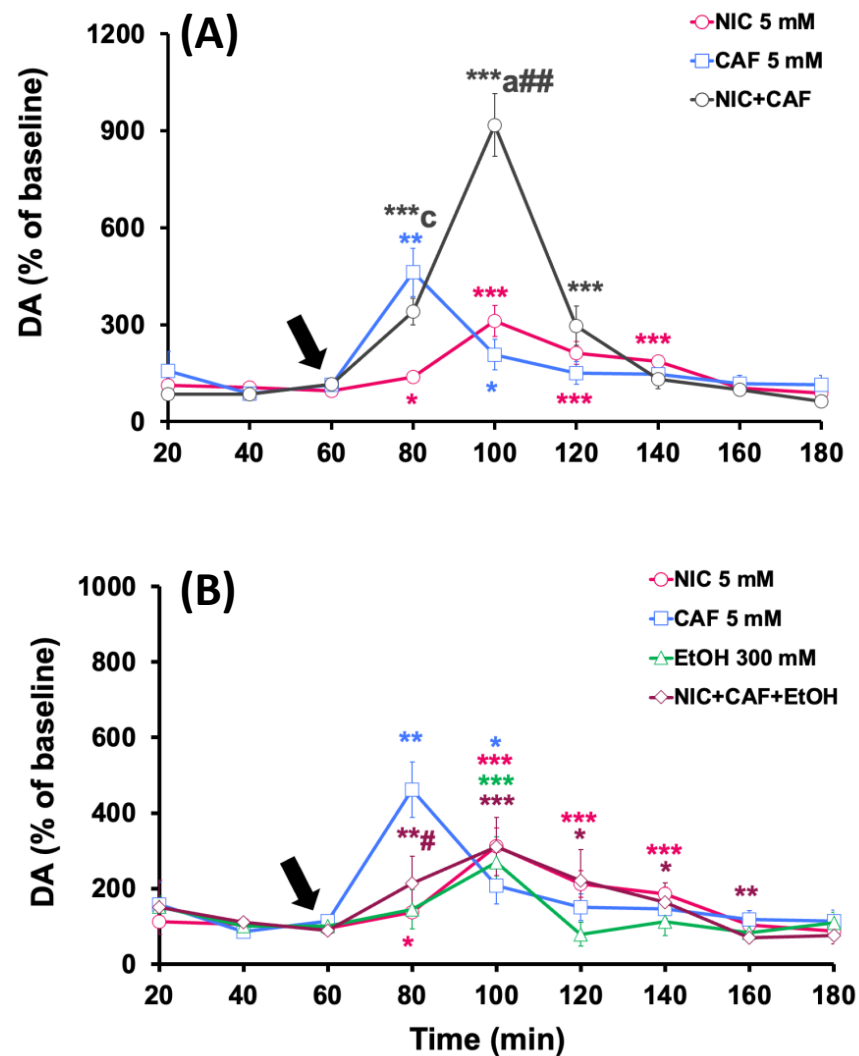 (A)
NIC 5 mM
CAF 5 mM
NIC+CAF
DA (% of baseline)
1200
900
600
300
0
***a##
***c
**
***
***
***
*
*
***
20 40 60 80 100 120 140 160 180
(B)
NIC 5 mM
CAF 5 mM
EtOH 300 mM
NIC+CAF+EtOH
DA (% of baseline)
1000
800
600
400
200
0
** *
***
***
***
**#
***
*
***
*
**
*
20 40 60 80 100 120 140 160 180
Time (min)